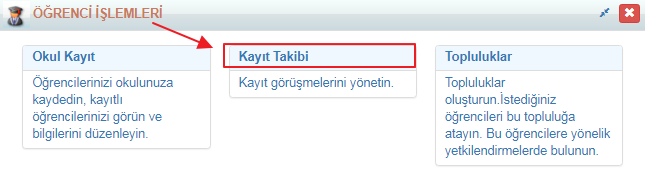 ÖĞRENCİ İŞLEMLERİ
Okul Kayıt
Öğrencilerinizi okulunuza
kaydedin, kayıtlı
öğrencilerinizi görün ve
bilgilerini düzenleyin.
Kayıt Takibi
Kayıt görüşmelerini yönetin.
Topluluklar
Topluluklar
oluşturun.İstediğiniz
öğrencileri bu topluluğa
atayın. Bu öğrencilere yönelik
yetkilendirmelerde bulunun.